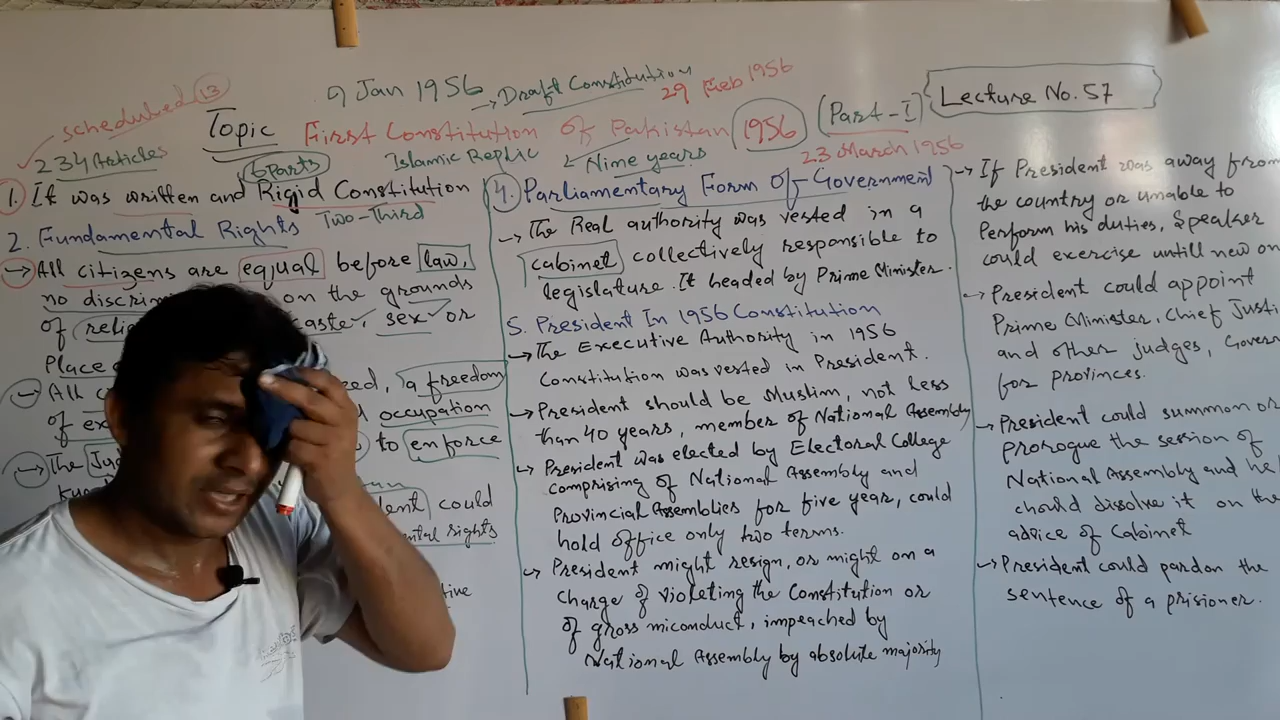 9 Jan 1956 → Draft Constitution
29 Feb 1956
scheduled 13
Lecture No. 57
Topic First Constitution of Pakistan 1956 (Part-I)
234 Articles
6 Parts
Islamic Replic
Nime years
23 March 1956
1. It was written and Rigid Constitution
Two-Third
2. Fundamental Rights
→ All citizens are equal before law,
no discrim on the grounds
of caste, sex or
Place
→ All eed, a freedom
of ex occupation
→ The to enforce
dent could
ntal rights
tive
4. Parliamentary Form Of Government
→ The Real authority was vested in a
cabinet collectively responsible to
legislature. It headed by Prime Minister.
5. President In 1956 Constitution
→ The Executive Authority in 1956
Constitution was vested in President.
→ President should be Muslim, not less
than 40 years, member of National Assembly
→ President was elected by Electoral College
comprising of National Assembly and
Provincial Assemblies for five year, could
hold office only two terms.
→ President might resign, or might on a
charge of violeting the Constitution or
of gross miconduct, impeached by
National Assembly by absolute majority
→ If President was away from
the country or unable to
Perform his duties, Speaker
could exercise untill new on
→ President could appoint
Prime Minister, Chief Justi
and other judges, Govern
for provinces.
→ President could summon or
prorogue the session of
National Assembly and he
should dissolve it on the
advice of Cabinet
→ President could pardon the
sentence of a prisioner.